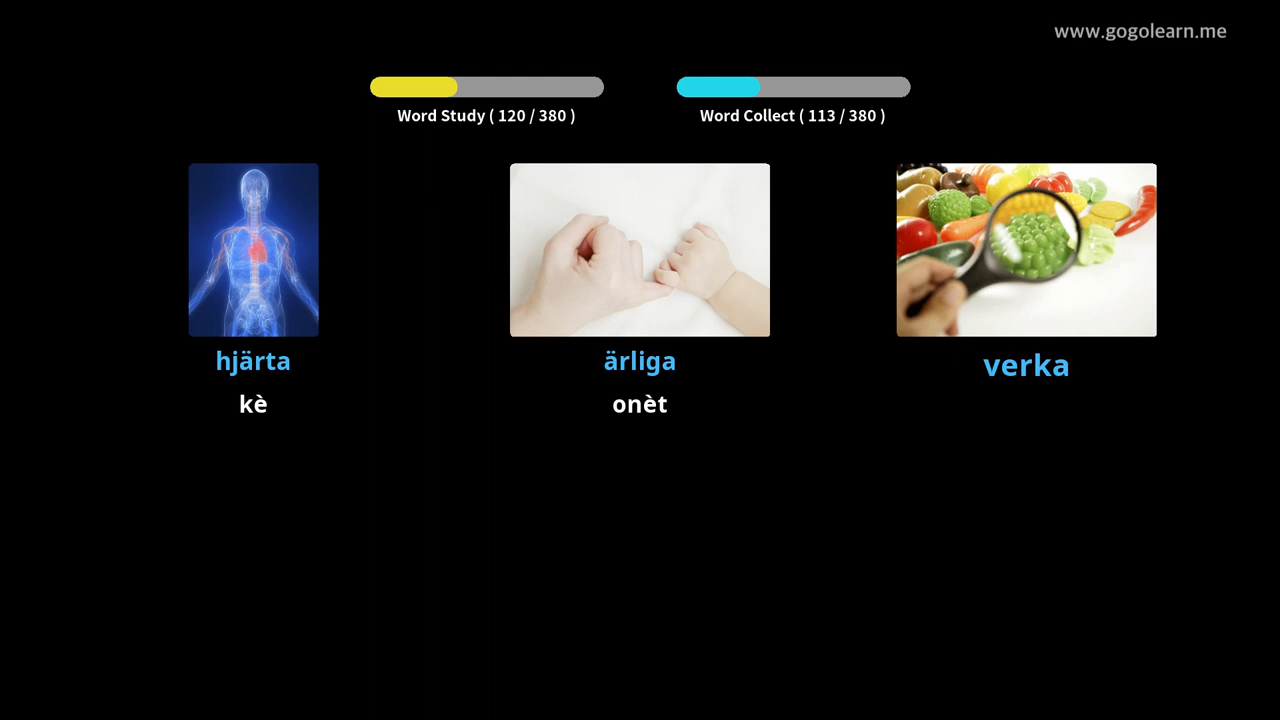 www.gogolearn.me
Word Study ( 120 / 380 )
Word Collect ( 113 / 380 )
hjärta
kè
ärliga
onèt
verka